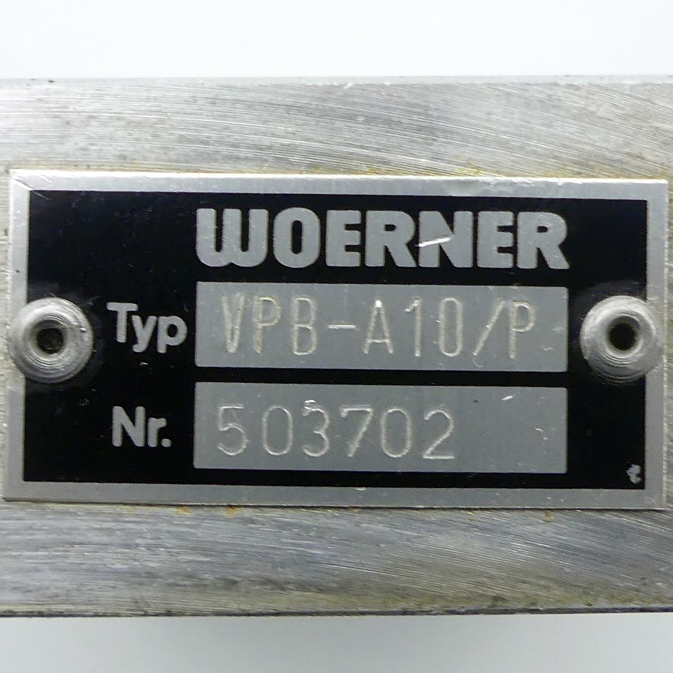 WOERNER
Typ VPB-A10/P
Nr. 503702